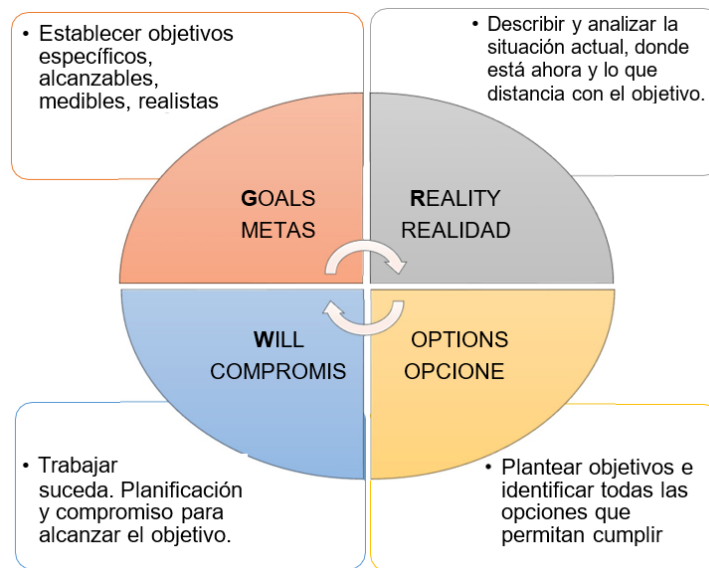 • Establecer objetivos
específicos,
alcanzables,
medibles, realistas
• Describir y analizar la
situación actual, donde
está ahora y lo que
distancia con el objetivo.
GOALS
METAS
REALITY
REALIDAD
WILL
COMPROMIS
OPTIONS
OPCIONE
• Trabajar
suceda. Planificación
y compromiso para
alcanzar el objetivo.
• Plantear objetivos e
identificar todas las
opciones que
permitan cumplir